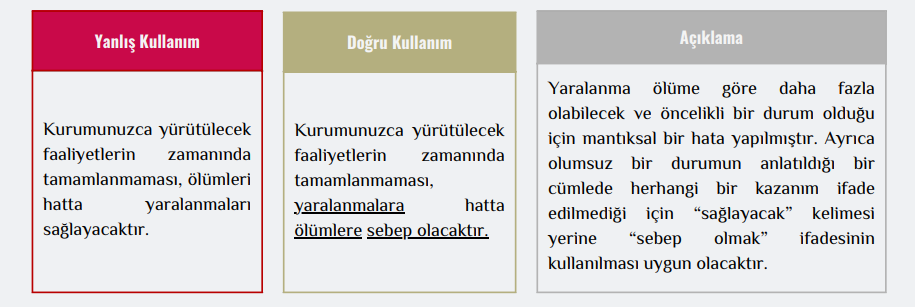 Yanlış Kullanım
Kurumunuzca yürütülecek
faaliyetlerin zamanında
tamamlanmaması, ölümleri
hatta yaralanmaları
sağlayacaktır.
Doğru Kullanım
Kurumunuzca yürütülecek
faaliyetlerin zamanında
tamamlanmaması,
yaralanmalara hatta
ölümlere sebep olacaktır.
Açıklama
Yaralanma ölüme göre daha fazla
olabilecek ve öncelikli bir durum olduğu
için mantıksal bir hata yapılmıştır. Ayrıca
olumsuz bir durumun anlatıldığı bir
cümlede herhangi bir kazanım ifade
edilmediği için “sağlayacak” kelimesi
yerine “sebep olmak” ifadesinin
kullanılması uygun olacaktır.